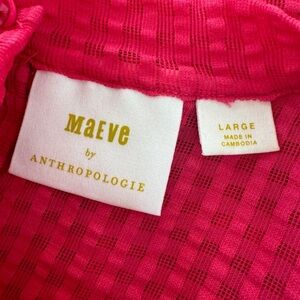 MAEVE
by
ANTHROPOLOGIE
LARGE
MADE IN
CAMBODIA